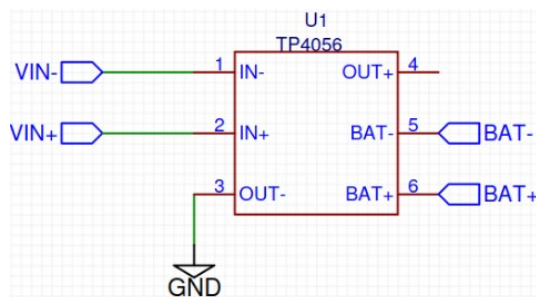 U1
TP4056
VIN- 1 IN- OUT+ 4
VIN+ 2 IN+ BAT- 5 BAT-
3 OUT- BAT+ 6 BAT+
GND